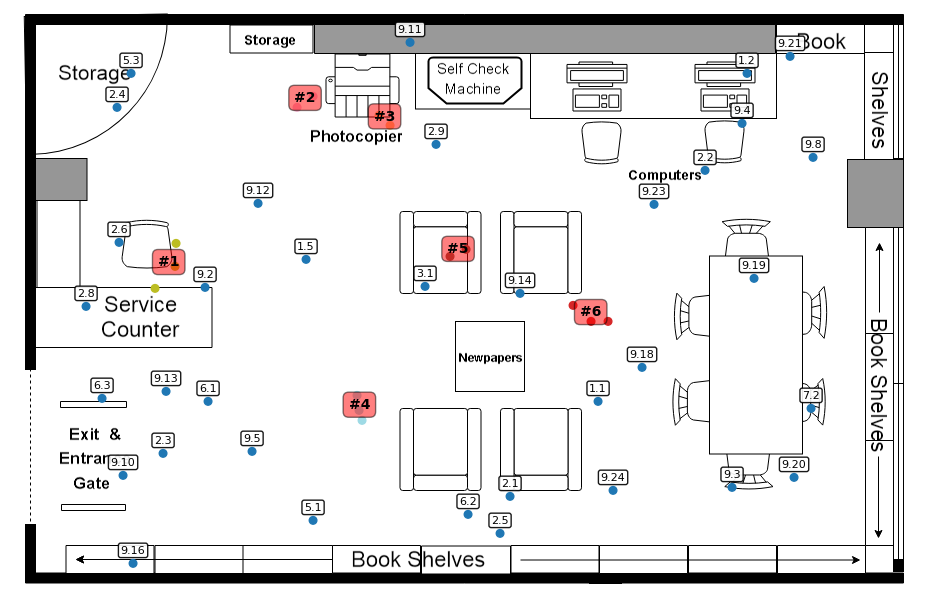 9.11
9.21
Storage
Book
5.3
Storage
1.2
Self Check
Machine
2.4
#2
9.4
#3
Shelves
Photocopier
2.9
9.8
2.2
Computers
9.12
9.23
2.6
1.5
#5
#1
9.2
3.1
9.14
9.19
2.8
Service
Counter
#6
Newpapers
9.18
Book Shelves
6.3
9.13
6.1
1.1
7.2
#4
Exit &
2.3
9.5
Entran
9.10
Gate
9.3
9.20
2.1
9.24
6.2
5.1
2.5
9.16
Book Shelves